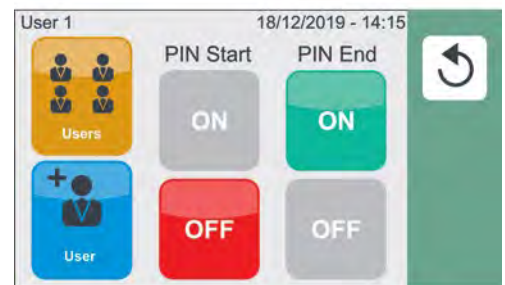 User 1 18/12/2019 - 14:15
PIN Start PIN End
Users ON ON
User OFF OFF